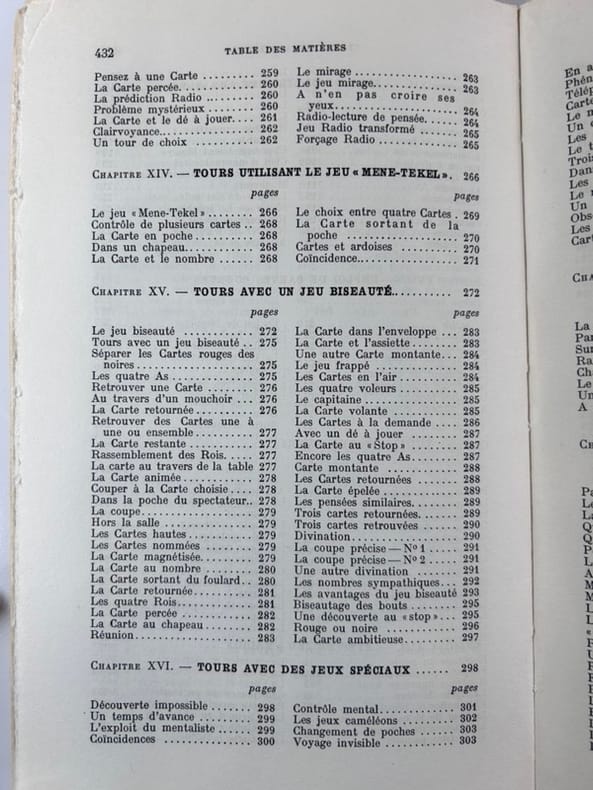 432
TABLE DES MATIÈRES
Pensez à une Carte ......... 259
La Carte percée. ........... 260
La prédiction Radio ........ 260
Problème mystérieux ........ 260
La Carte et le dé à jouer.... 261
Clairvoyance............... 262
Un tour de choix .......... 262
Le mirage ................ 263
Le jeu mirage............. 263
A n'en pas croire ses
yeux.................... 264
Radio-lecture de pensée.... 264
Jeu Radio transformé ...... 265
Forçage Radio ............ 265
CHAPITRE XIV. — TOURS UTILISANT LE JEU « MENE-TEKEL ». 266
pages
Le jeu « Mene-Tekel » ........ 266
Contrôle de plusieurs cartes .. 268
La Carte en poche .......... 268
Dans un chapeau............ 268
La Carte et le nombre ...... 268
pages
Le choix entre quatre Cartes . 269
La Carte sortant de la
poche .................. 270
Cartes et ardoises ......... 270
Coïncidence................ 271
CHAPITRE XV. — TOURS AVEC UN JEU BISEAUTÉ........... 272
pages
Le jeu biseauté ............ 272
Tours avec un jeu biseauté .. 275
Séparer les Cartes rouges des
noires.................... 275
Les quatre As.............. 275
Retrouver une Carte ........ 276
Au travers d'un mouchoir ... 276
La Carte retournée.......... 276
Retrouver des Cartes une à
une ou ensemble.......... 277
La Carte restante .......... 277
Rassemblement des Rois..... 277
La carte au travers de la table 277
La Carte animée............ 278
Couper à la Carte choisie.... 278
Dans la poche du spectateur.. 278
La coupe.................. 279
Hors la salle .............. 279
Les Cartes hautes .......... 279
Les Cartes nommées ........ 279
La Carte magnétisée......... 279
La Carte au nombre ........ 280
La Carte sortant du foulard.. 280
La Carte retournée.......... 281
Les quatre Rois............ 281
La Carte percée ............ 282
La Carte au chapeau........ 282
Réunion.................. 283
pages
La Carte dans l'enveloppe ... 283
La Carte et l'assiette........ 283
Une autre Carte montante... 284
Le jeu frappé .............. 284
Les Cartes en l'air .......... 284
Les quatre voleurs.......... 285
Le capitaine .............. 285
La Carte volante .......... 285
Les Cartes à la demande .... 286
Avec un dé à jouer ........ 287
La Carte au « Stop » ........ 287
Encore les quatre As........ 287
Carte montante ............ 288
Les Cartes retournées ...... 288
La Carte épelée ............ 289
Les pensées similaires........ 289
Trois cartes retournées...... 289
Trois cartes retrouvées ...... 290
Divination................ 290
La coupe précise — Nº 1 ..... 291
La coupe précise — Nº 2 ..... 291
Une autre divination ...... 291
Les nombres sympathiques... 292
Les avantages du jeu biseauté 293
Biseautage des bouts ........ 295
Une découverte au « stop »... 295
Rouge ou noire ............ 296
La Carte ambitieuse........ 297
CHAPITRE XVI. — TOURS AVEC DES JEUX SPÉCIAUX ...... 298
pages
Découverte impossible ....... 298
Un temps d'avance ......... 299
L'exploit du mentaliste ...... 299
Coïncidences .............. 300
pages
Contrôle mental............ 301
Les jeux caméléons ........ 302
Changement de poches ...... 303
Voyage invisible ............ 303